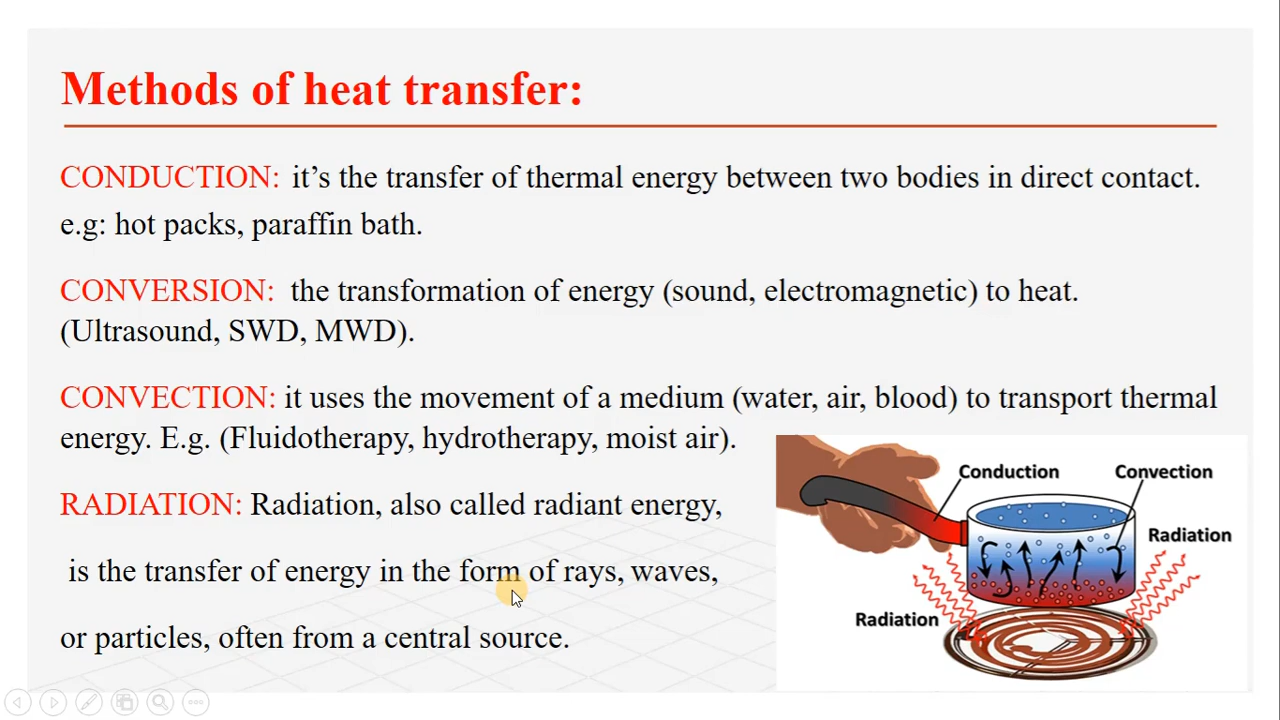 Methods of heat transfer:
CONDUCTION: it’s the transfer of thermal energy between two bodies in direct contact.
e.g: hot packs, paraffin bath.
CONVERSION: the transformation of energy (sound, electromagnetic) to heat.
(Ultrasound, SWD, MWD).
CONVECTION: it uses the movement of a medium (water, air, blood) to transport thermal
energy. E.g. (Fluidotherapy, hydrotherapy, moist air).
RADIATION: Radiation, also called radiant energy,
is the transfer of energy in the form of rays, waves,
or particles, often from a central source.
Conduction
Convection
Radiation
Radiation